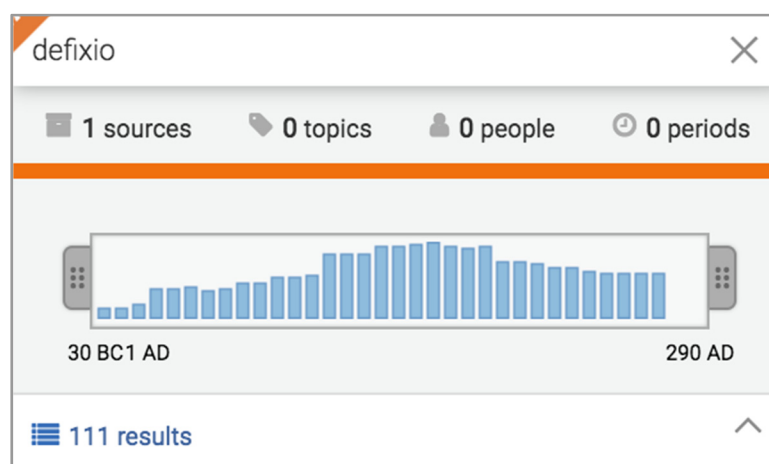 defixio
1 sources 0 topics 0 people 0 periods
30 BC1 AD 290 AD
111 results